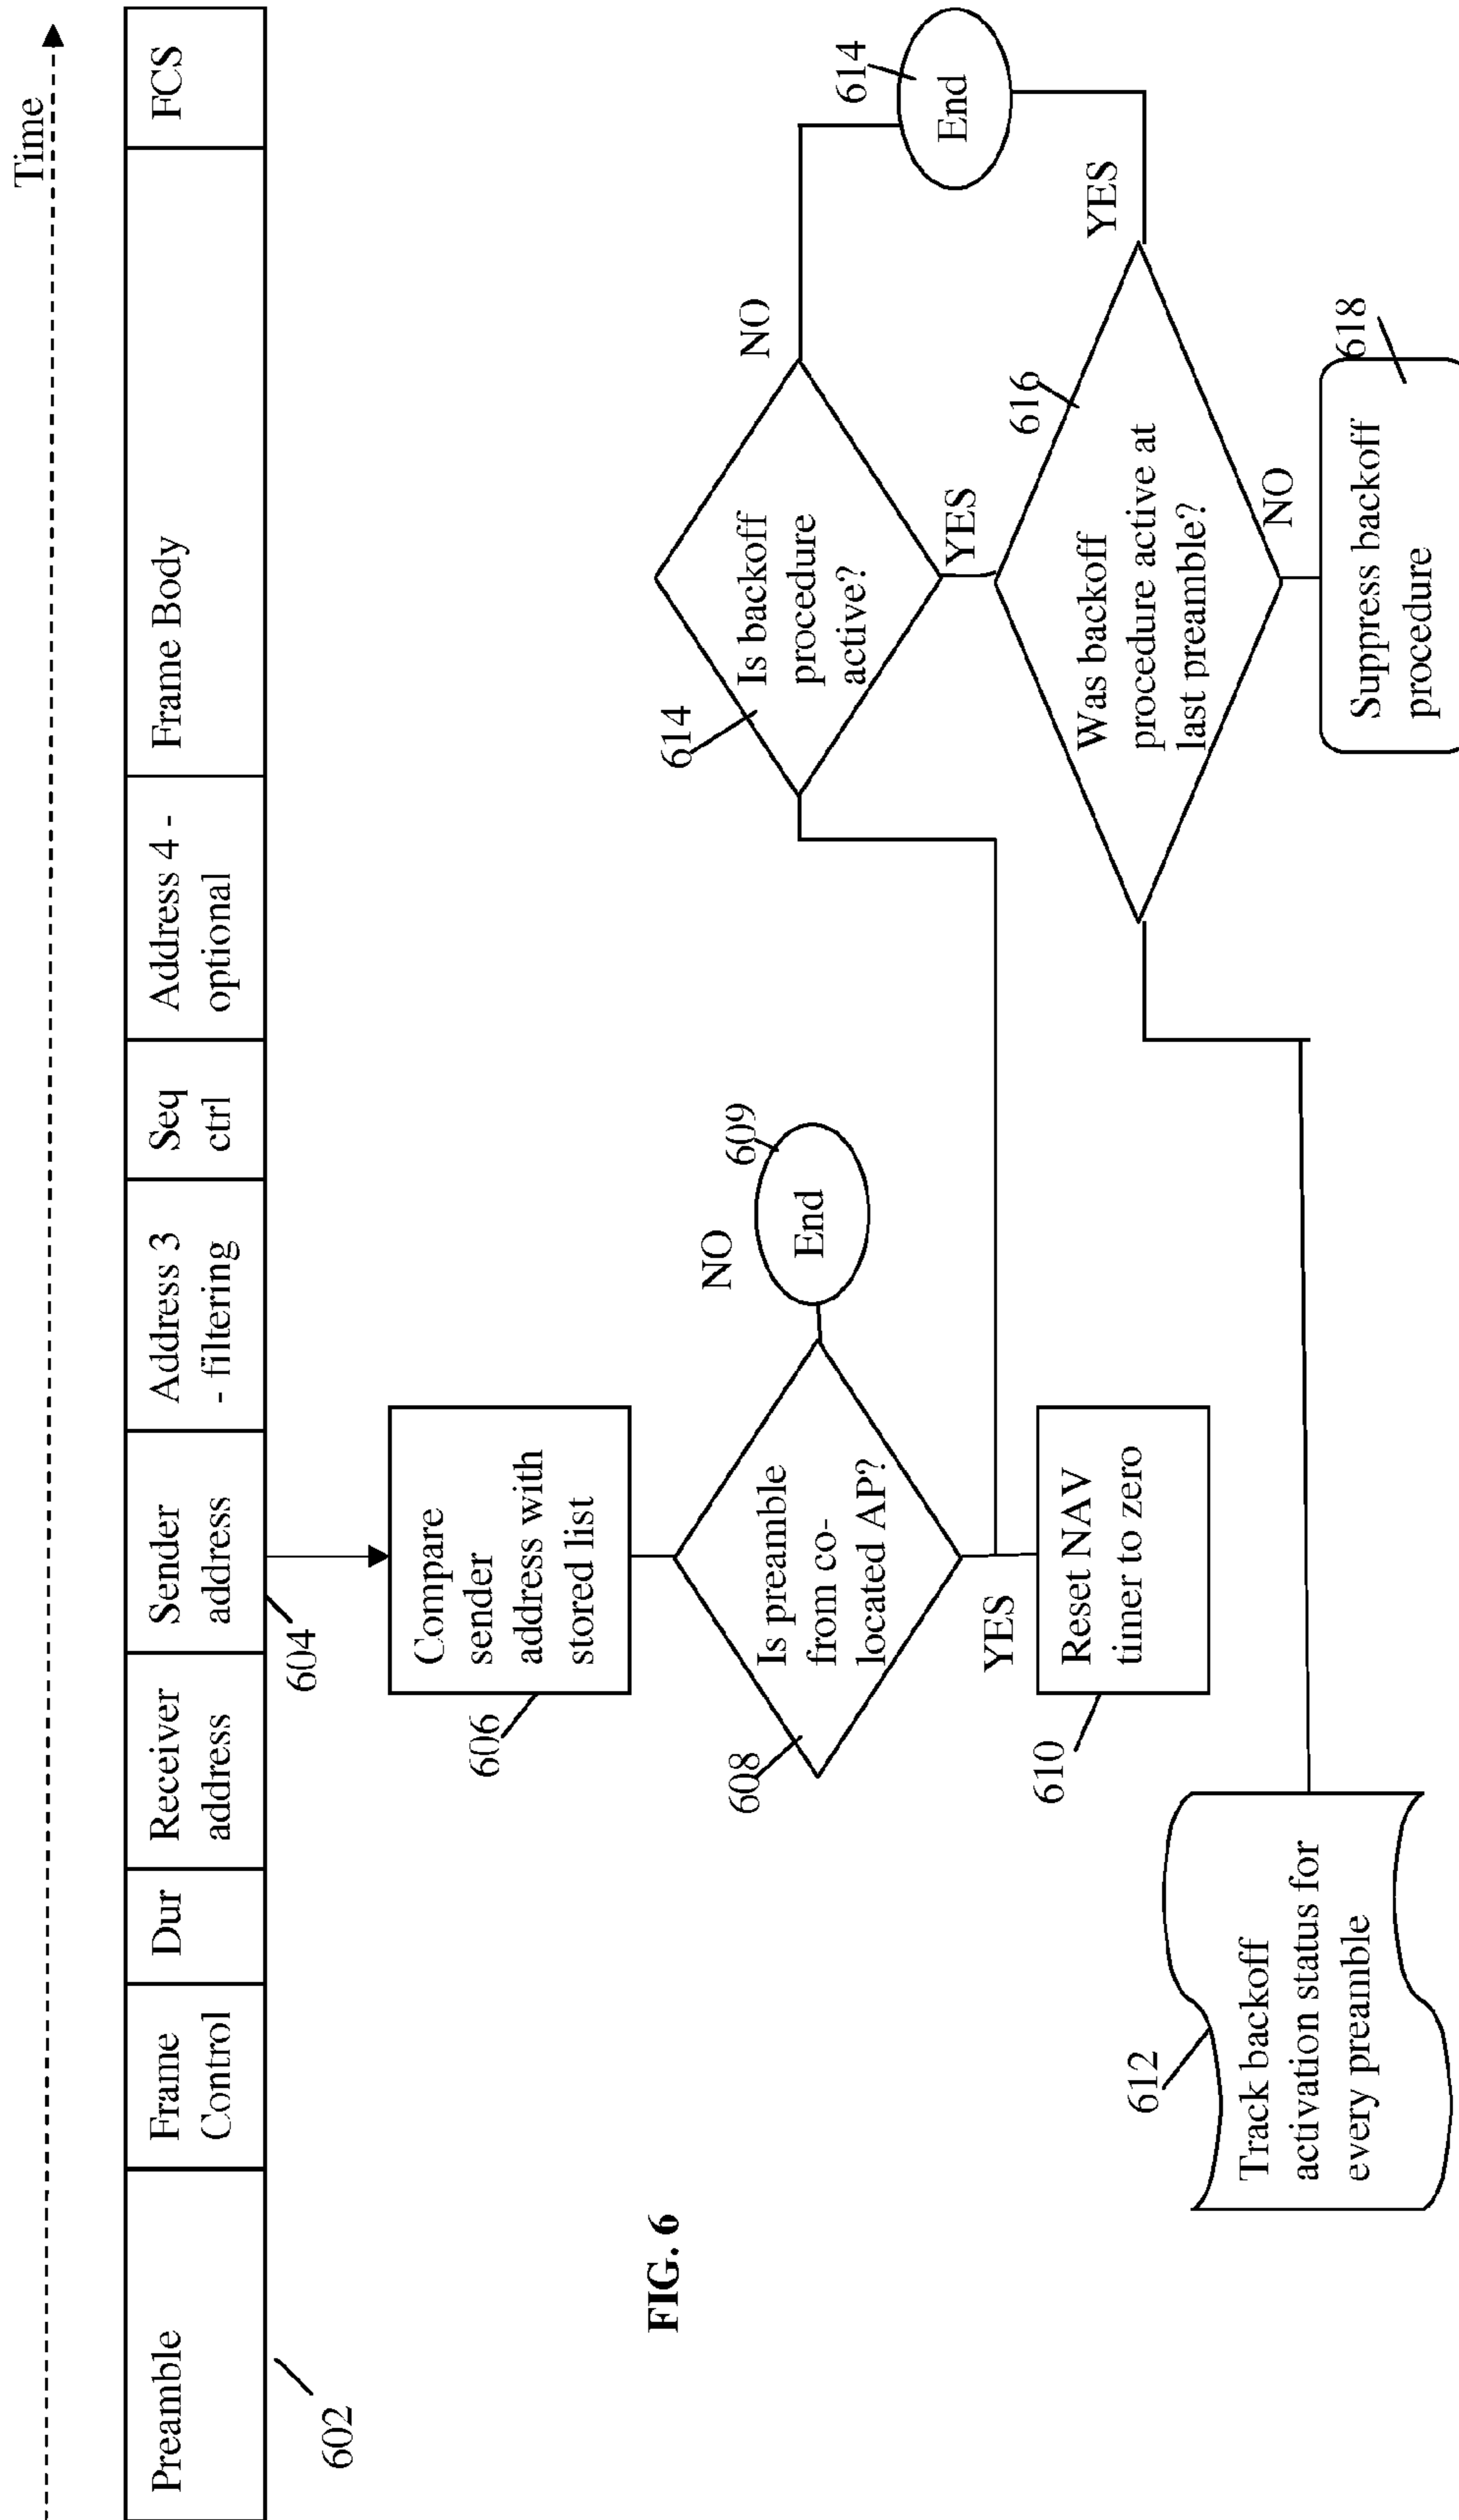 Time
Preamble
Frame
Control
Dur
Receiver
address
Sender
address
Address 3
- filtering
Seq
ctrl
Address 4 -
optional
Frame Body
FCS
602
604
606
Compare
sender
address with
stored list
608
Is preamble
from co-
located AP?
NO
609
End
YES
610
Reset NAV
timer to zero
612
Track backoff
activation status for
every preamble
614
Is backoff
procedure
active?
NO
614
End
YES
616
Was backoff
procedure active at
last preamble?
YES
NO
618
Suppress backoff
procedure
FIG. 6